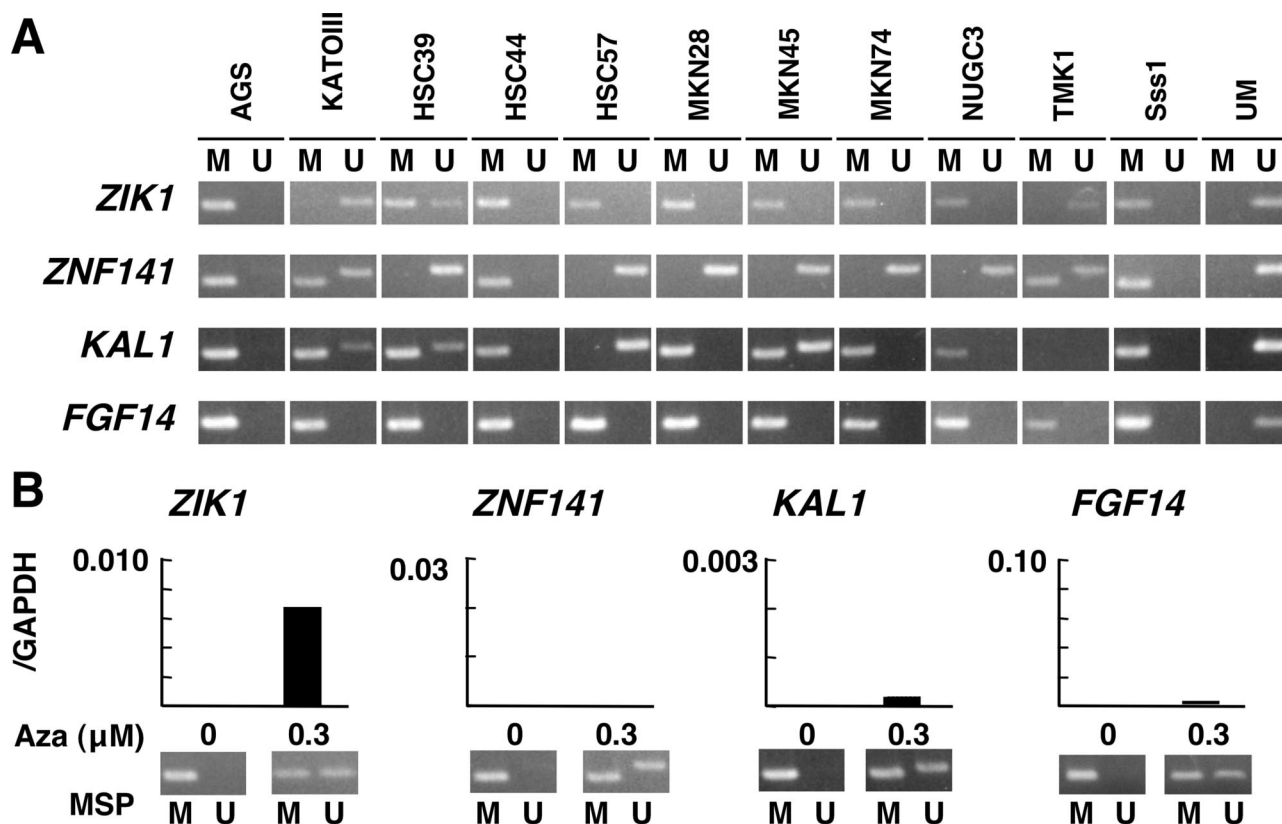 A
AGS KATOIII HSC39 HSC44 HSC57 MKN28 MKN45 MKN74 NUGC3 TMK1 Sss1 UM
M U M U M U M U M U M U M U M U M U M U M U M U
ZIK1
ZNF141
KAL1
FGF14
B
ZIK1 ZNF141 KAL1 FGF14
0.010 0.03 0.003 0.10
/GAPDH
Aza (µM) 0 0.3 0 0.3 0 0.3 0 0.3
MSP
M U M U M U M U M U M U M U M U